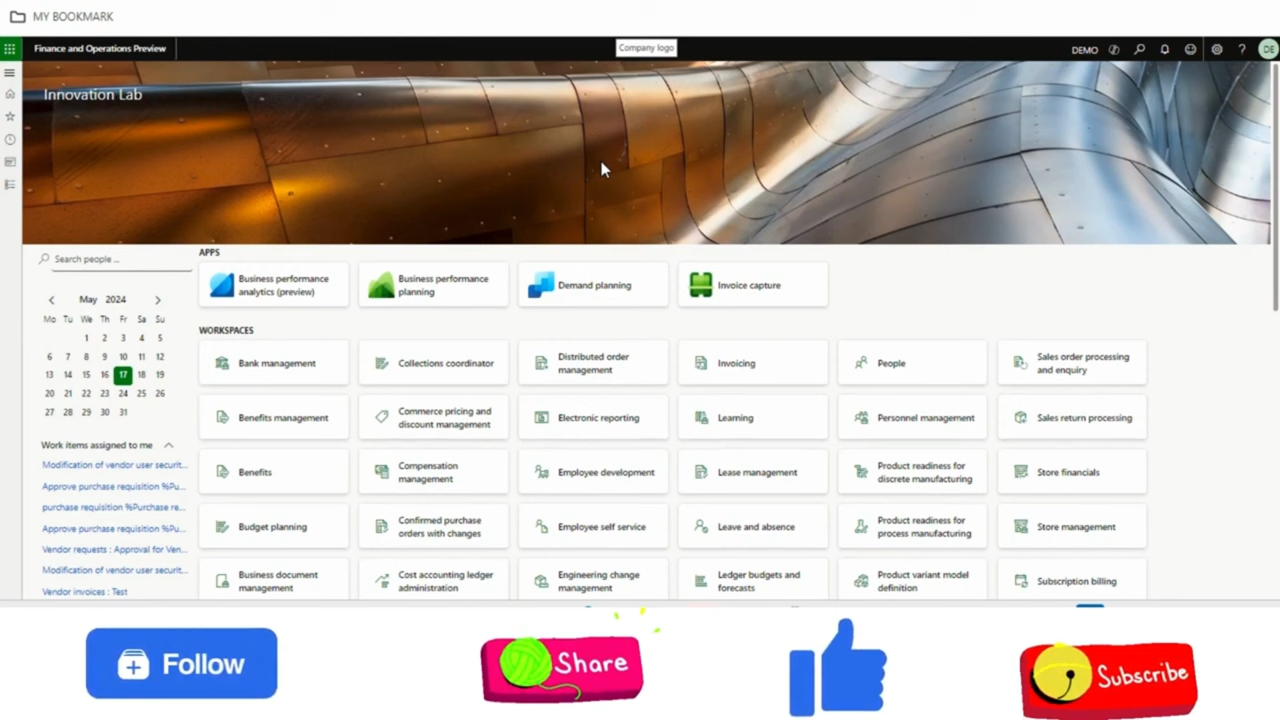 MY BOOKMARK
Finance and Operations Preview
Company logo
DEMO
?
DE
Innovation Lab
Search people ...
May 2024
Mo Tu We Th Fr Sa Su
1 2 3 4 5
6 7 8 9 10 11 12
13 14 15 16 17 18 19
20 21 22 23 24 25 26
27 28 29 30 31
Work items assigned to me
Modification of vendor user securit...
Approve purchase requisition %Pu...
purchase requisition %Purchase re...
Approve purchase requisition %Pu...
Vendor requests : Approval for Ven...
Modification of vendor user securit...
Vendor invoices : Test
APPS
Business performance
analytics (preview)
Business performance
planning
Demand planning
Invoice capture
WORKSPACES
Bank management
Collections coordinator
Distributed order
management
Invoicing
People
Sales order processing
and enquiry
Benefits management
Commerce pricing and
discount management
Electronic reporting
Learning
Personnel management
Sales return processing
Benefits
Compensation
management
Employee development
Lease management
Product readiness for
discrete manufacturing
Store financials
Budget planning
Confirmed purchase
orders with changes
Employee self service
Leave and absence
Product readiness for
process manufacturing
Store management
Business document
management
Cost accounting ledger
administration
Engineering change
management
Ledger budgets and
forecasts
Product variant model
definition
Subscription billing
Follow
Share
Subscribe